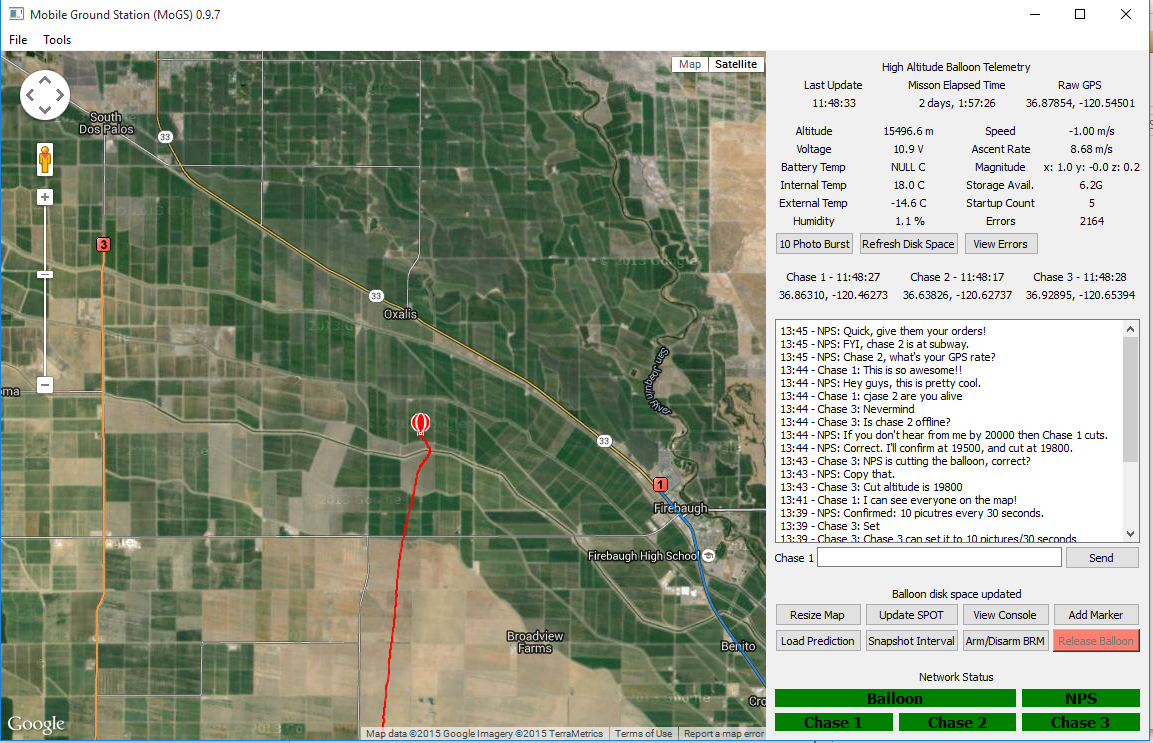 Mobile Ground Station (MoGS) 0.9.7
File Tools
Map Satellite
South
Dos Palos
33
3
33
Oxalis
San Joaquin
River
oma
33
1
Firebaugh
Firebaugh High School
Broadview
Farms
Benito
Cro
Google
Map data ©2015 Google Imagery ©2015 TerraMetrics Terms of Use Report a map error
High Altitude Balloon Telemetry
Last Update Misson Elapsed Time Raw GPS
11:48:33 2 days, 1:57:26 36.87854, -120.54501
Altitude 15496.6 m Speed -1.00 m/s
Voltage 10.9 V Ascent Rate 8.68 m/s
Battery Temp NULL C Magnitude x: 1.0 y: -0.0 z: 0.2
Internal Temp 18.0 C Storage Avail. 6.2G
External Temp -14.6 C Startup Count 5
Humidity 1.1 % Errors 2164
10 Photo Burst Refresh Disk Space View Errors
Chase 1 - 11:48:27 Chase 2 - 11:48:17 Chase 3 - 11:48:28
36.86310, -120.46273 36.63826, -120.62737 36.92895, -120.65394
13:45 - NPS: Quick, give them your orders!
13:45 - NPS: FYI, chase 2 is at subway.
13:45 - NPS: Chase 2, what's your GPS rate?
13:44 - Chase 1: This is so awesome!!
13:44 - NPS: Hey guys, this is pretty cool.
13:44 - Chase 1: cjase 2 are you alive
13:44 - Chase 3: Nevermind
13:44 - Chase 3: Is chase 2 offline?
13:44 - NPS: If you don't hear from me by 20000 then Chase 1 cuts.
13:44 - NPS: Correct. I'll confirm at 19500, and cut at 19800.
13:43 - Chase 3: NPS is cutting the balloon, correct?
13:43 - NPS: Copy that.
13:43 - Chase 3: Cut altitude is 19800
13:41 - Chase 1: I can see everyone on the map!
13:39 - NPS: Confirmed: 10 picutres every 30 seconds.
13:39 - Chase 3: Set
13:39 - Chase 3: Chase 3 can set it to 10 pictures/30 seconds
Chase 1 Send
Balloon disk space updated
Resize Map Update SPOT View Console Add Marker
Load Prediction Snapshot Interval Arm/Disarm BRM Release Balloon
Network Status
Balloon NPS
Chase 1 Chase 2 Chase 3